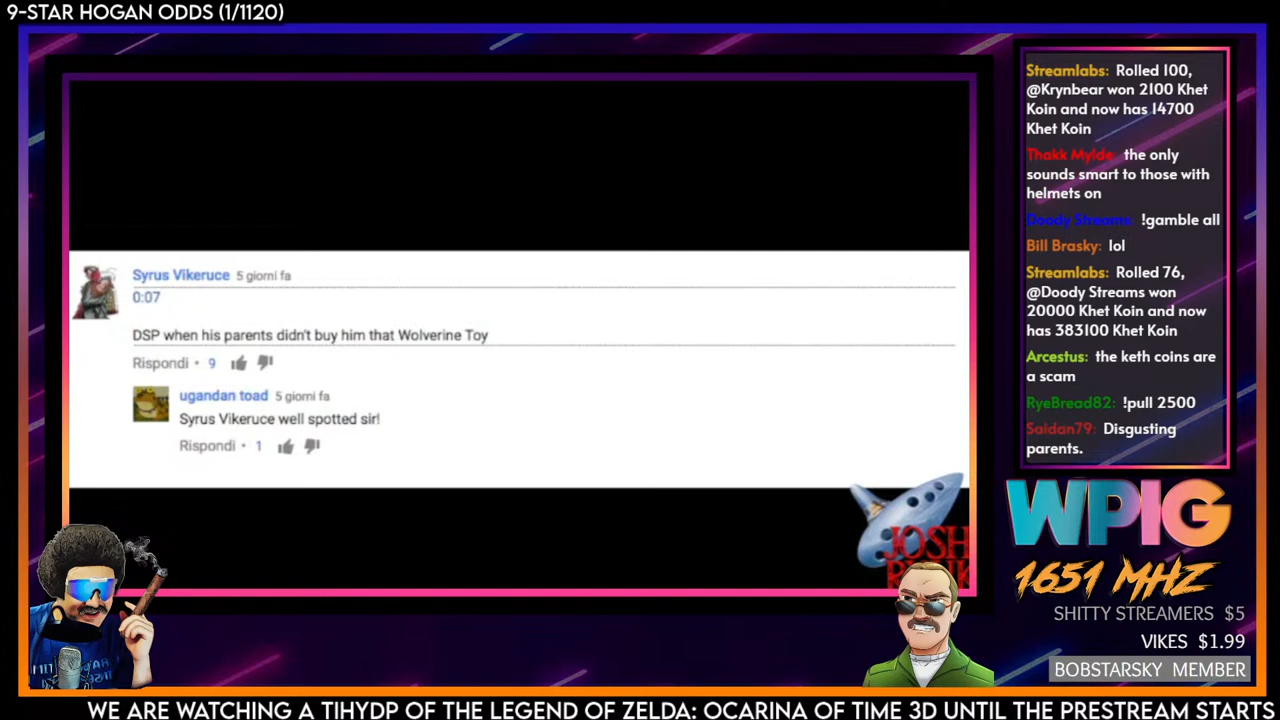 9-STAR HOGAN ODDS (1/1120)
Syrus Vikeruce 5 giorni fa
0:07
DSP when his parents didn't buy him that Wolverine Toy
Rispondi • 9
ugandan toad 5 giorni fa
Syrus Vikeruce well spotted sir!
Rispondi • 1
JOSH
Streamlabs: Rolled 100,
@Krynbear won 2100 Khet
Koin and now has 14700
Khet Koin
Thakk Mylde: the only
sounds smart to those with
helmets on
Doody Streams: !gamble all
Bill Brasky: lol
Streamlabs: Rolled 76,
@Doody Streams won
20000 Khet Koin and now
has 383100 Khet Koin
Arcestus: the keth coins are
a scam
RyeBread82: !pull 2500
Saidan79: Disgusting
parents.
WPIG
1651 MHZ
SHITTY STREAMERS $5
VIKES $1.99
BOBSTARSKY MEMBER
WE ARE WATCHING A TIHYDP OF THE LEGEND OF ZELDA: OCARINA OF TIME 3D UNTIL THE PRESTREAM STARTS